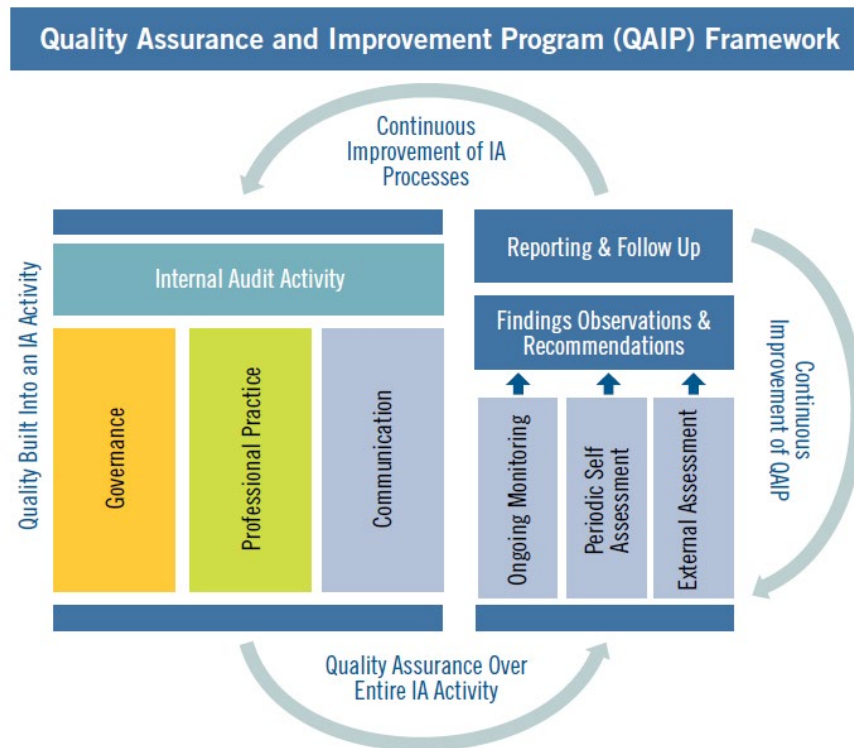 Quality Assurance and Improvement Program (QAIP) Framework
Continuous
Improvement of IA
Processes
Quality Built Into an IA Activity
Internal Audit Activity
Governance
Professional Practice
Communication
Reporting & Follow Up
Findings Observations &
Recommendations
Ongoing Monitoring
Periodic Self
Assessment
External Assessment
Continuous
Improvement of QAIP
Quality Assurance Over
Entire IA Activity